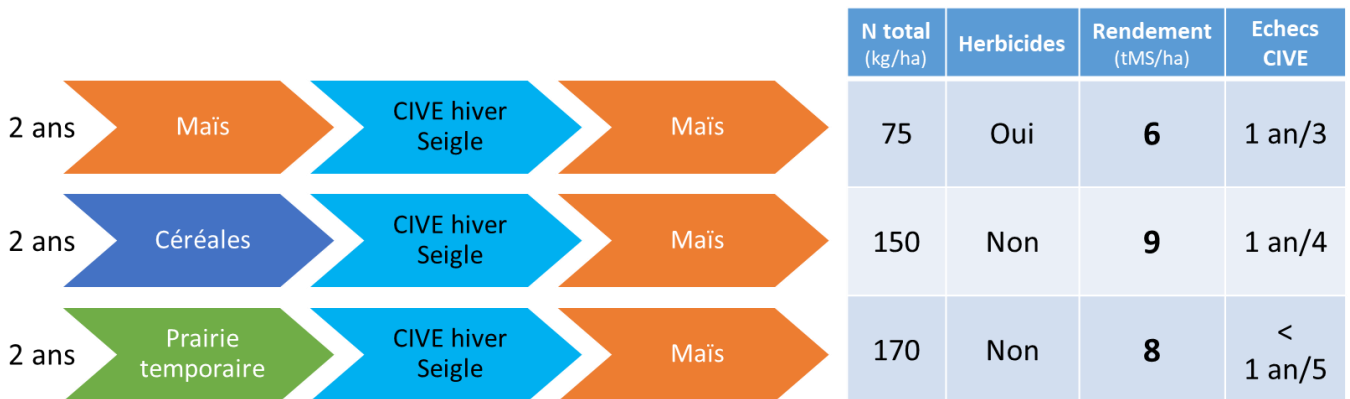 N total Herbicides Rendement Echecs
(kg/ha) (tMS/ha) CIVE
2 ans Maïs CIVE hiver Maïs 75 Oui 6 1 an/3
Seigle
2 ans Céréales CIVE hiver Maïs 150 Non 9 1 an/4
Seigle
2 ans Prairie CIVE hiver Maïs 170 Non 8 <
temporaire Seigle 1 an/5